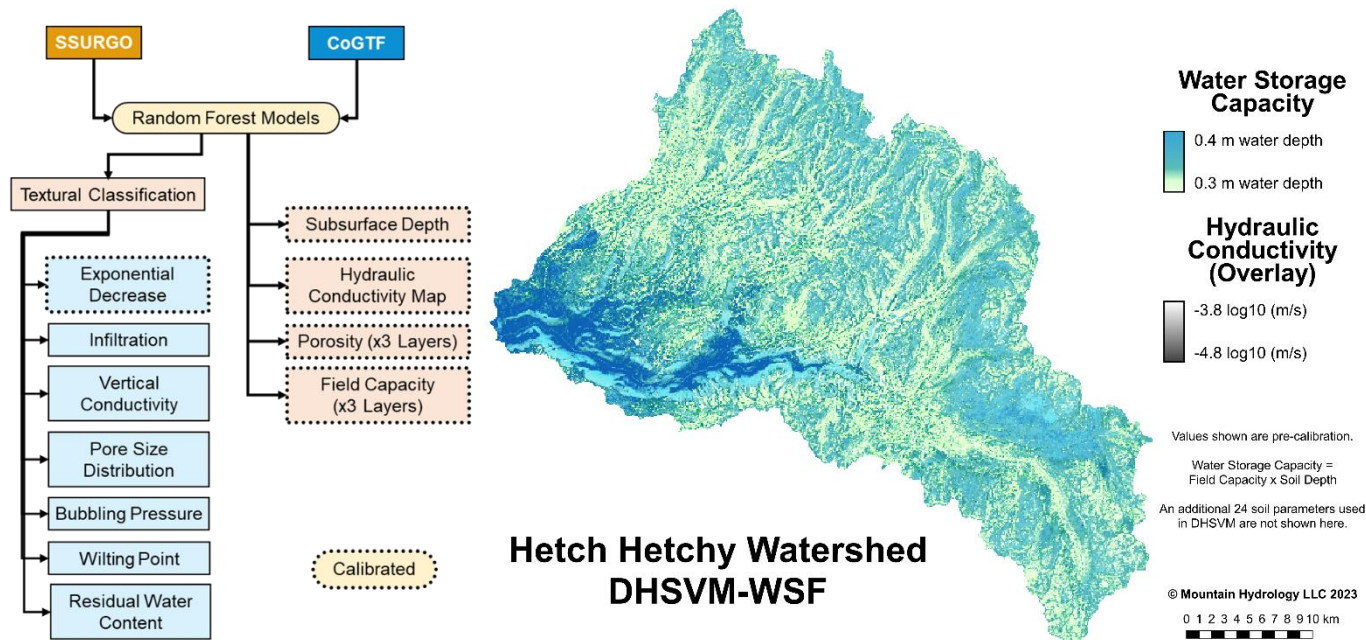 SSURGO
CoGTF
Random Forest Models
Textural Classification
Exponential
Decrease
Infiltration
Vertical
Conductivity
Pore Size
Distribution
Bubbling Pressure
Wilting Point
Residual Water
Content
Subsurface Depth
Hydraulic
Conductivity Map
Porosity (x3 Layers)
Field Capacity
(x3 Layers)
Calibrated
Hetch Hetchy Watershed
DHSVM-WSF
Water Storage
Capacity
0.4 m water depth
0.3 m water depth
Hydraulic
Conductivity
(Overlay)
-3.8 log10 (m/s)
-4.8 log10 (m/s)
Values shown are pre-calibration.
Water Storage Capacity =
Field Capacity x Soil Depth
An additional 24 soil parameters used
in DHSVM are not shown here.
© Mountain Hydrology LLC 2023
0 1 2 3 4 5 6 7 8 9 10 km